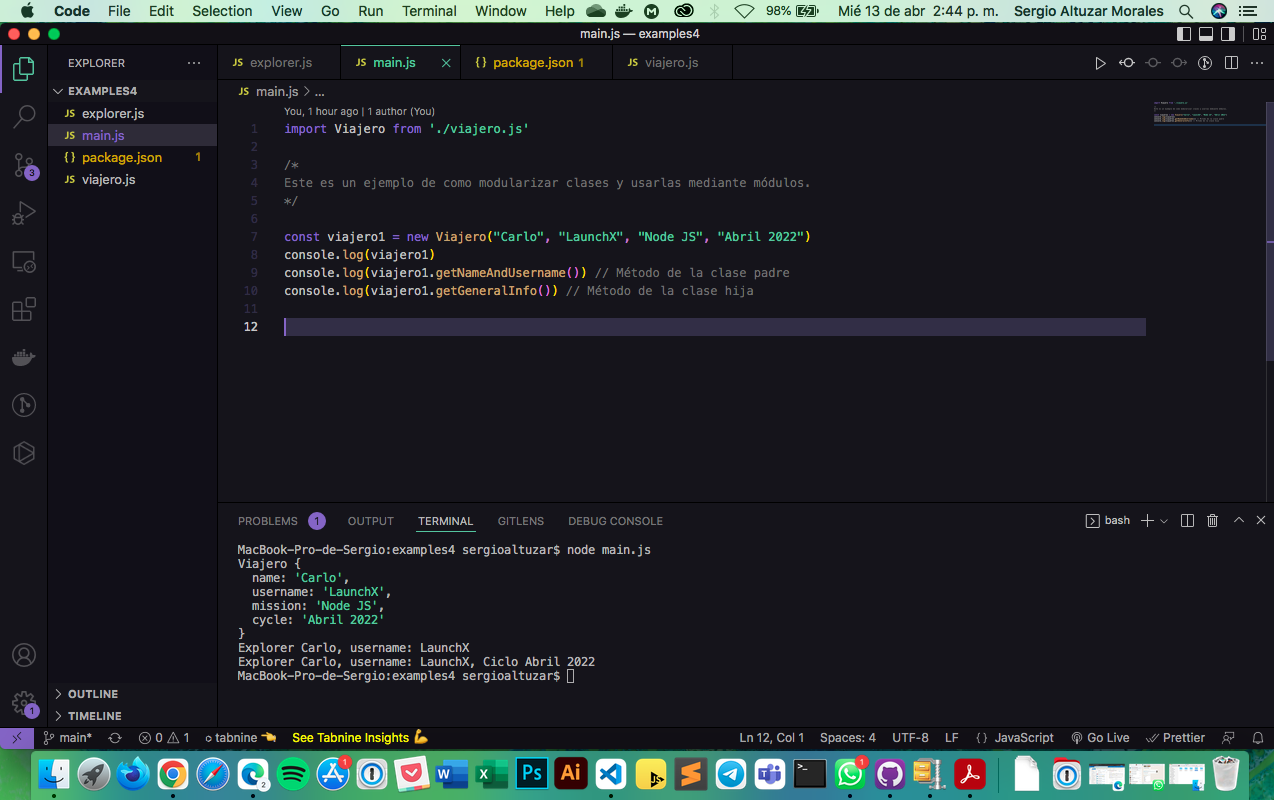 Code File Edit Selection View Go Run Terminal Window Help 98% Mié 13 de abr 2:44 p. m. Sergio Altuzar Morales
main.js — examples4
EXPLORER
EXAMPLES4
JS explorer.js
JS main.js
{} package.json 1
JS viajero.js
3
OUTLINE
TIMELINE
1
JS explorer.js JS main.js {} package.json 1 JS viajero.js
JS main.js > ...
You, 1 hour ago | 1 author (You)
1 import Viajero from './viajero.js'
2
3 /*
4 Este es un ejemplo de como modularizar clases y usarlas mediante módulos.
5 */
6
7 const viajero1 = new Viajero("Carlo", "LaunchX", "Node JS", "Abril 2022")
8 console.log(viajero1)
9 console.log(viajero1.getNameAndUsername()) // Método de la clase padre
10 console.log(viajero1.getGeneralInfo()) // Método de la clase hija
11
12
PROBLEMS 1 OUTPUT TERMINAL GITLENS DEBUG CONSOLE bash
MacBook-Pro-de-Sergio:examples4 sergioaltuzar$ node main.js
Viajero {
name: 'Carlo',
username: 'LaunchX',
mission: 'Node JS',
cycle: 'Abril 2022'
}
Explorer Carlo, username: LaunchX
Explorer Carlo, username: LaunchX, Ciclo Abril 2022
MacBook-Pro-de-Sergio:examples4 sergioaltuzar$
main* 0 1 tabnine See Tabnine Insights Ln 12, Col 1 Spaces: 4 UTF-8 LF {} JavaScript Go Live Prettier
2 1 W X Ps Ai 1